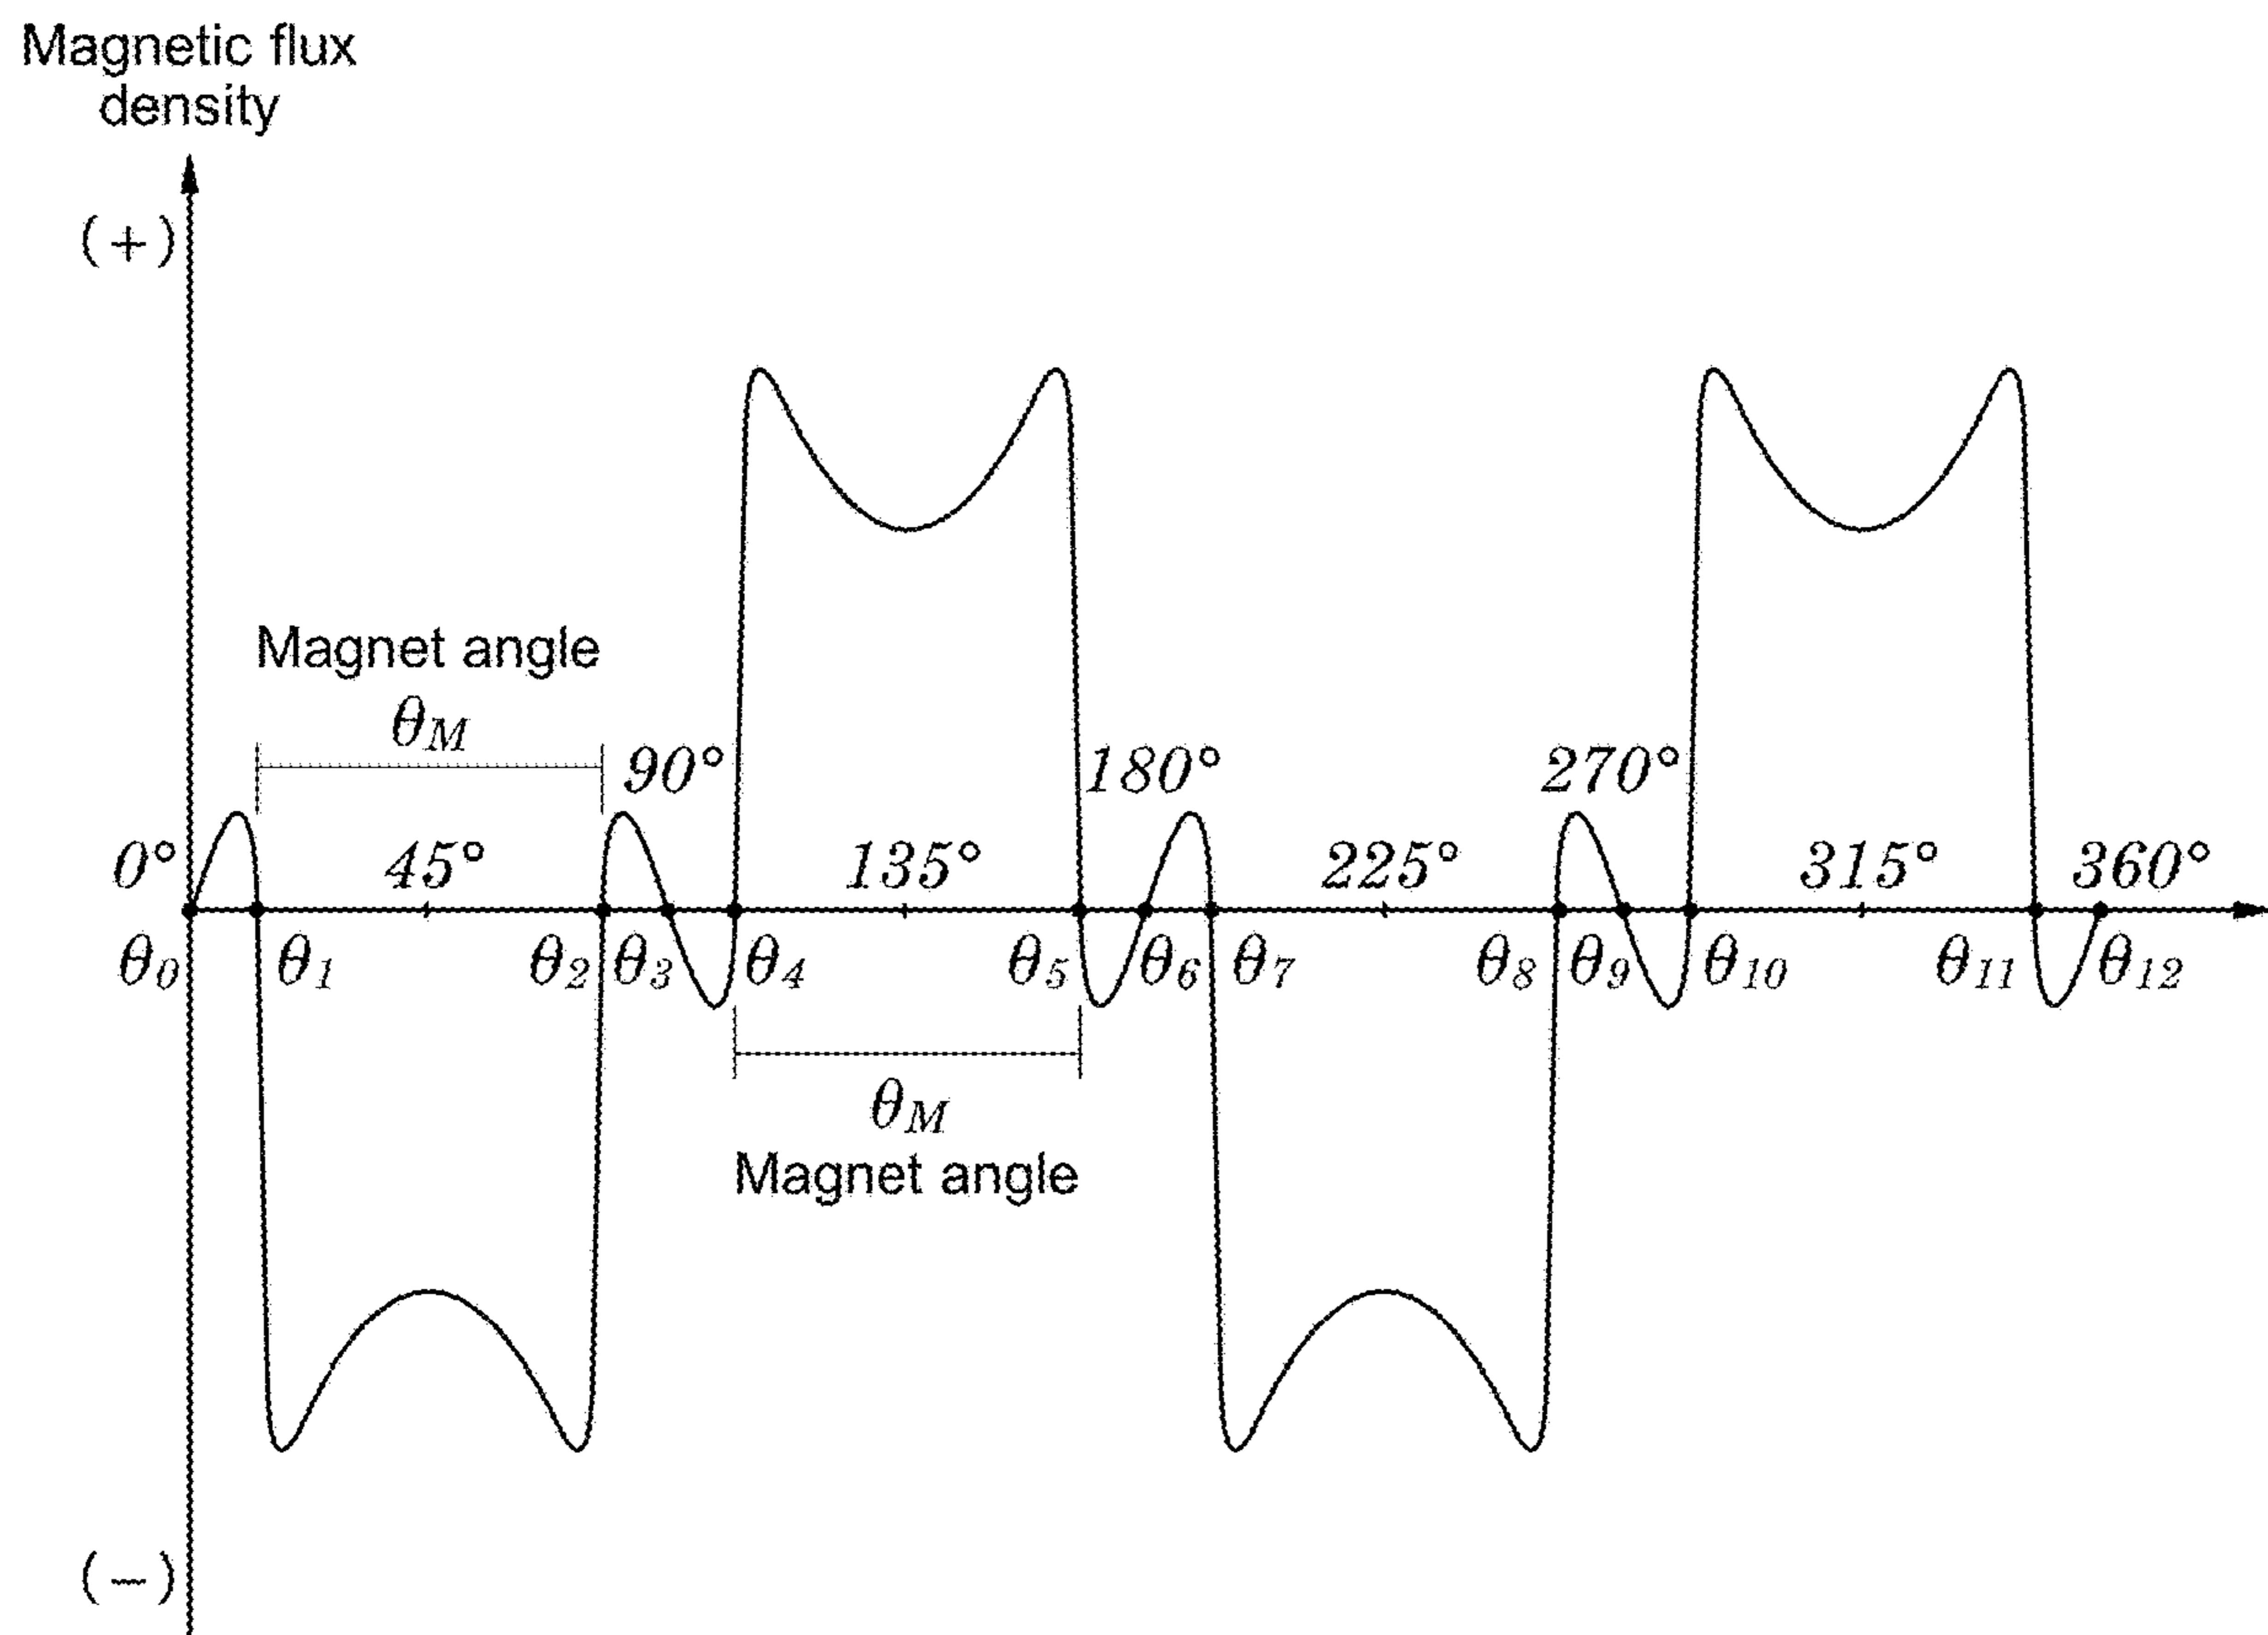 Magnetic flux
density
(+)
Magnet angle
θM
90°
180°
270°
0°
45°
135°
225°
315°
360°
θ0
θ1
θ2
θ3
θ4
θ5
θ6
θ7
θ8
θ9
θ10
θ11
θ12
θM
Magnet angle
(−)